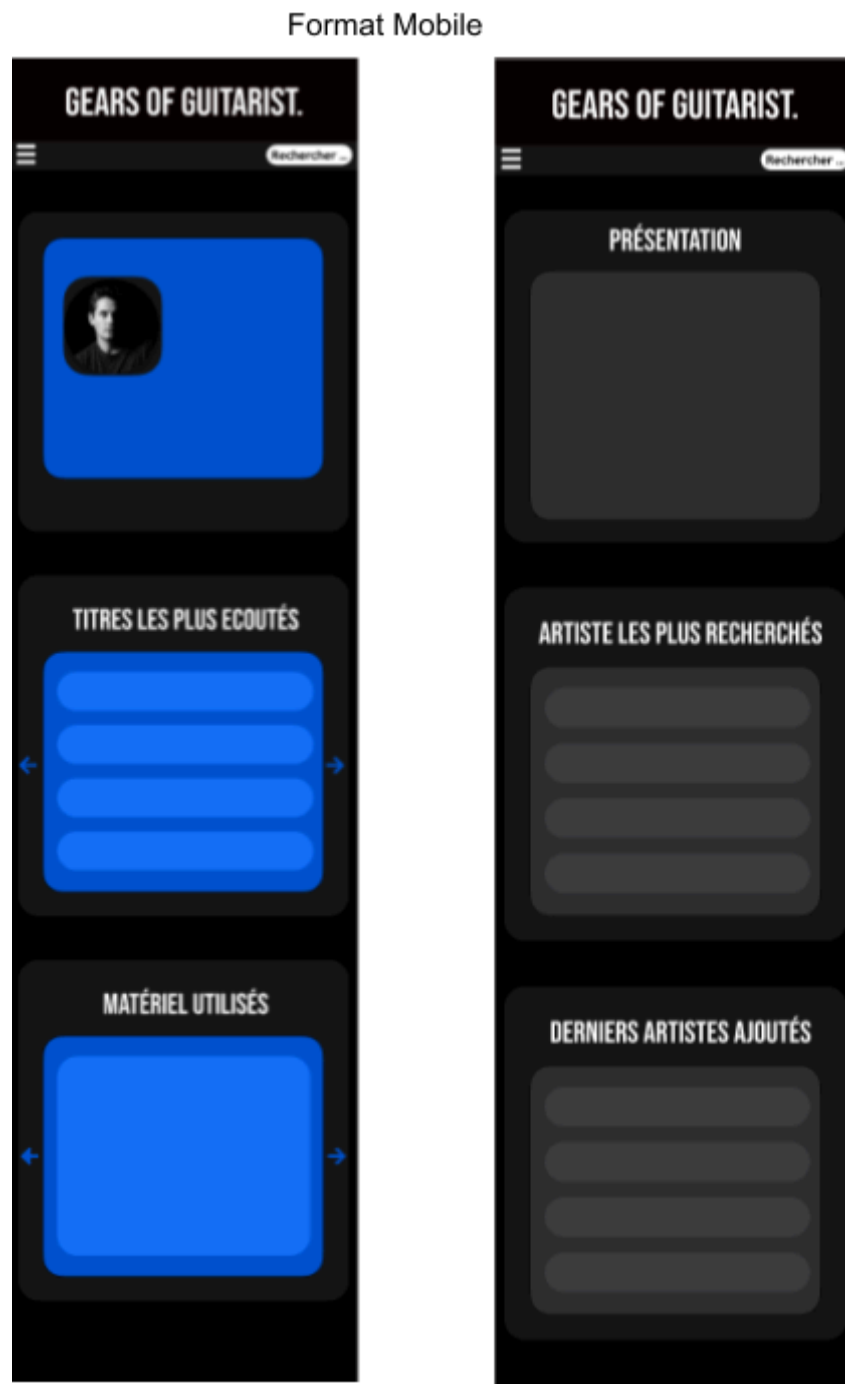 Format Mobile
GEARS OF GUITARIST.
Rechercher ...
TITRES LES PLUS ECOUTÉS
MATÉRIEL UTILISÉS
GEARS OF GUITARIST.
Rechercher ...
PRÉSENTATION
ARTISTE LES PLUS RECHERCHÉS
DERNIERS ARTISTES AJOUTÉS